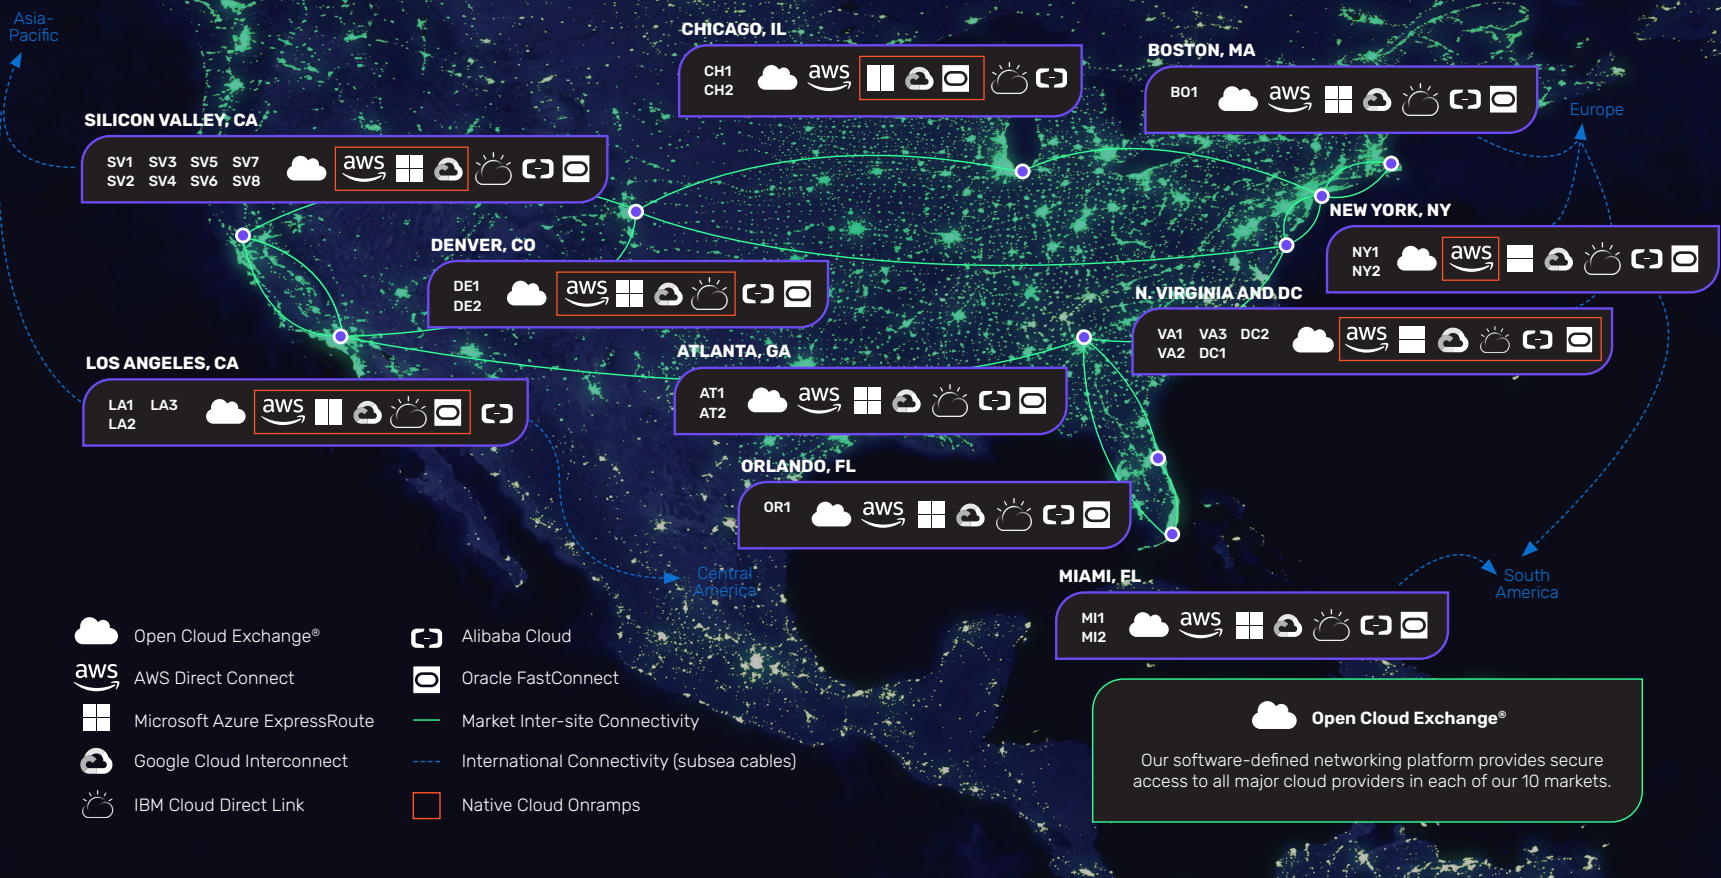 Asia-
Pacific
CHICAGO, IL
CH1
CH2
aws
BOSTON, MA
BO1
aws
Europe
SILICON VALLEY, CA
SV1 SV3 SV5 SV7
SV2 SV4 SV6 SV8
aws
NEW YORK, NY
NY1
NY2
aws
DENVER, CO
DE1
DE2
aws
N. VIRGINIA AND DC
VA1 VA3 DC2
VA2 DC1
aws
LOS ANGELES, CA
LA1 LA3
LA2
aws
ATLANTA, GA
AT1
AT2
aws
ORLANDO, FL
OR1
aws
Central
America
MIAMI, FL
MI1
MI2
aws
South
America
Open Cloud Exchange®
aws
AWS Direct Connect
Microsoft Azure ExpressRoute
Google Cloud Interconnect
IBM Cloud Direct Link
Alibaba Cloud
Oracle FastConnect
Market Inter-site Connectivity
International Connectivity (subsea cables)
Native Cloud Onramps
Open Cloud Exchange®
Our software-defined networking platform provides secure
access to all major cloud providers in each of our 10 markets.